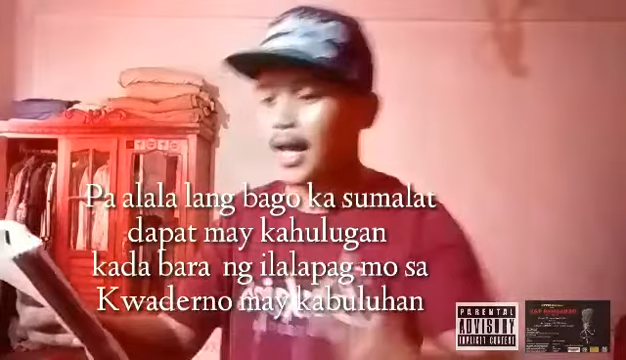 Pa alala lang bago ka sumalat
dapat may kahulugan
kada bara ng ilalapag mo sa
Kwaderno may kabuluhan
PARENTAL
ADVISORY
EXPLICIT CONTENT